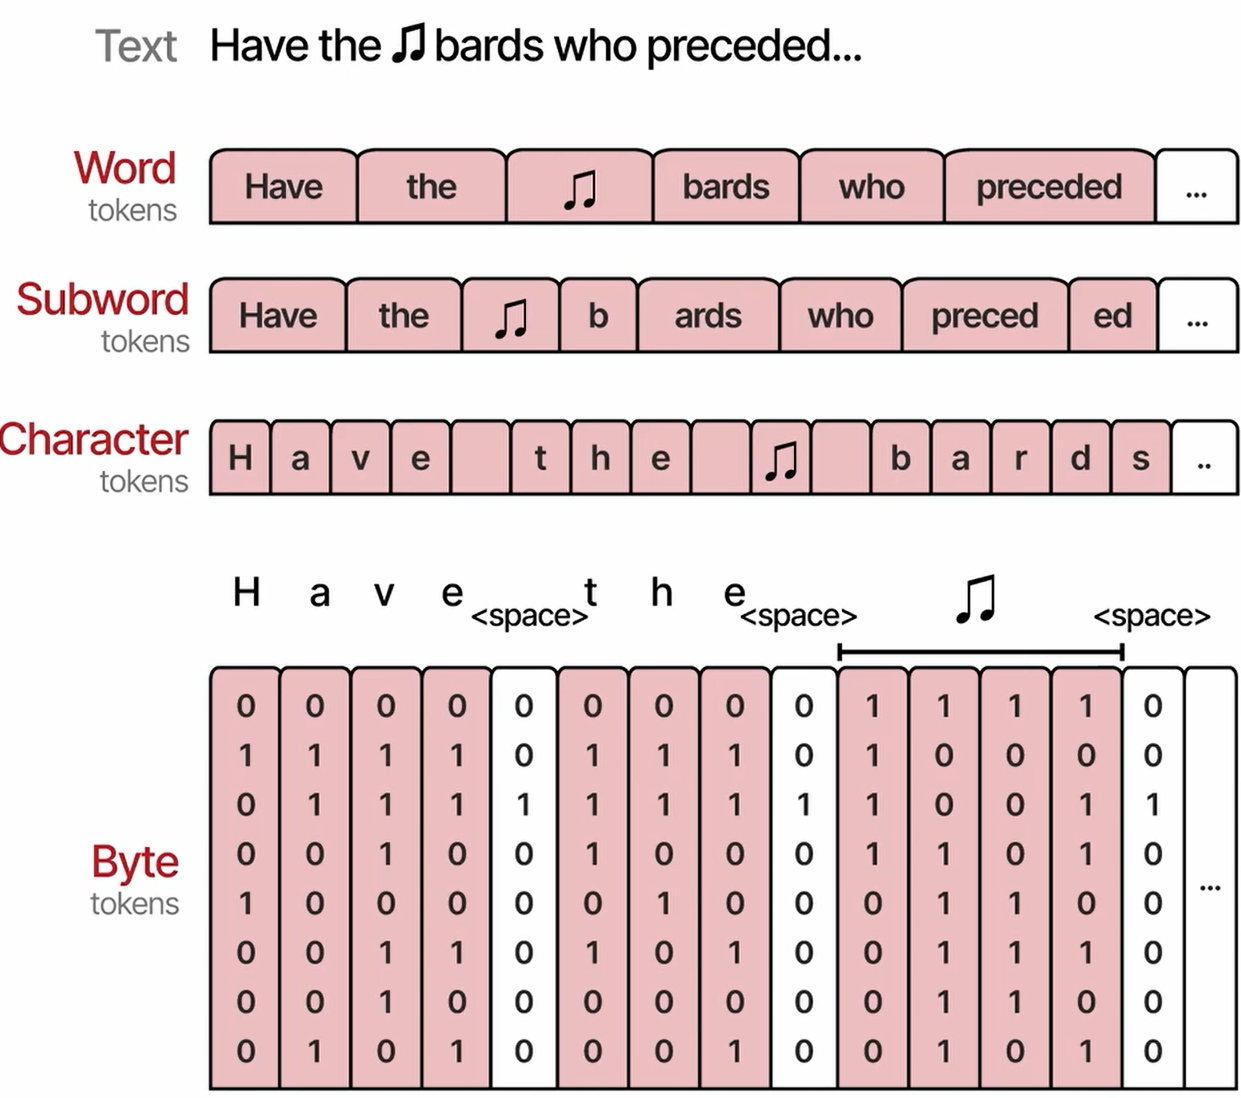 Text Have the ♫ bards who preceded...
Word
tokens
Have the ♫ bards who preceded ...
Subword
tokens
Have the ♫ b ards who preced ed ...
Character
tokens
H a v e t h e ♫ b a r d s ..
H a v e <space> t h e <space> ♫ <space>
0 0 0 0 0 0 0 0 0 1 1 1 1 0
1 1 1 1 0 1 1 1 0 1 0 0 0 0
0 1 1 1 1 1 1 1 1 1 0 0 1 1
0 0 1 0 0 1 0 0 0 1 1 0 1 0
Byte
tokens
...
1 0 0 0 0 0 1 0 0 0 1 1 0 0
0 0 1 1 0 1 0 1 0 0 1 1 1 0
0 0 1 0 0 0 0 0 0 0 1 1 0 0
0 1 0 1 0 0 0 1 0 0 1 0 1 0